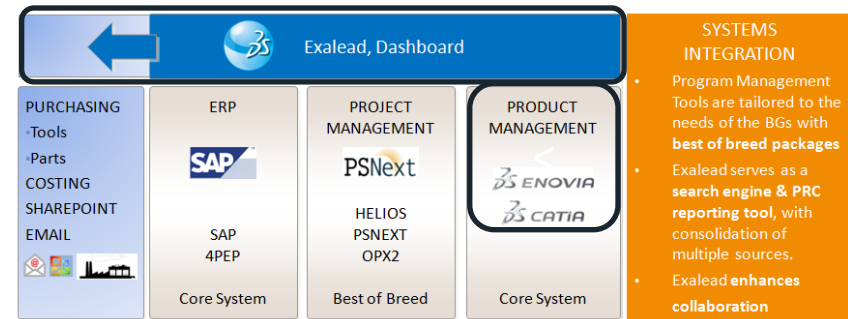 Exalead, Dashboard
PURCHASING
•Tools
•Parts
COSTING
SHAREPOINT
EMAIL
ERP
SAP
SAP
4PEP
Core System
PROJECT
MANAGEMENT
PSNext
HELIOS
PSNEXT
OPX2
Best of Breed
PRODUCT
MANAGEMENT
ENOVIA
CATIA
Core System
SYSTEMS
INTEGRATION
• Program Management
Tools are tailored to the
needs of the BGs with
best of breed packages
• Exalead serves as a
search engine & PRC
reporting tool, with
consolidation of
multiple sources.
• Exalead enhances
collaboration